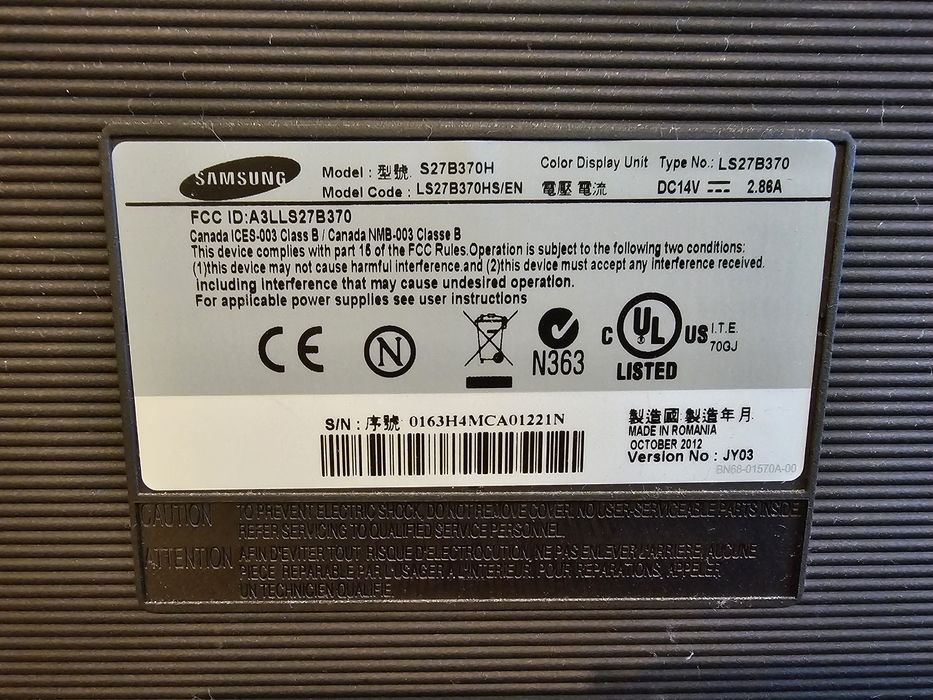 SAMSUNG
Model : 型號. S27B370H Color Display Unit Type No.: LS27B370
Model Code : LS27B370HS/EN 電壓 電流 DC14V 2.86A
FCC ID:A3LLS27B370
Canada ICES-003 Class B / Canada NMB-003 Classe B
This device complies with part 15 of the FCC Rules.Operation is subject to the following two conditions:
(1)this device may not cause harmful interference.and (2)this device must accept any interference received.
including interference that may cause undesired operation.
For applicable power supplies see user instructions
CE N N363 C UL US LISTED I.T.E. 70GJ
S/N : 序號: 0163H4MCA01221N
製造國 製造年月
MADE IN ROMANIA
OCTOBER 2012
Version No : JY03
BN68-01570A-00
CAUTION TO PREVENT ELECTRIC SHOCK, DO NOT REMOVE COVER. NO USER-SERVICEABLE PARTS INSIDE
REFER SERVICING TO QUALIFIED SERVICE PERSONNEL.
ATTENTION AFIN D'EVITER TOUT RISQUE D'ELECTROCUTION, NE PAS ENLEVER L'ARRIERE, AUCUNE
PIECE REPARABLE PAR L'USAGER A L'INTERIEUR. POUR REPARATIONS, APPELER
UN TECHNICIEN QUALIFIE.